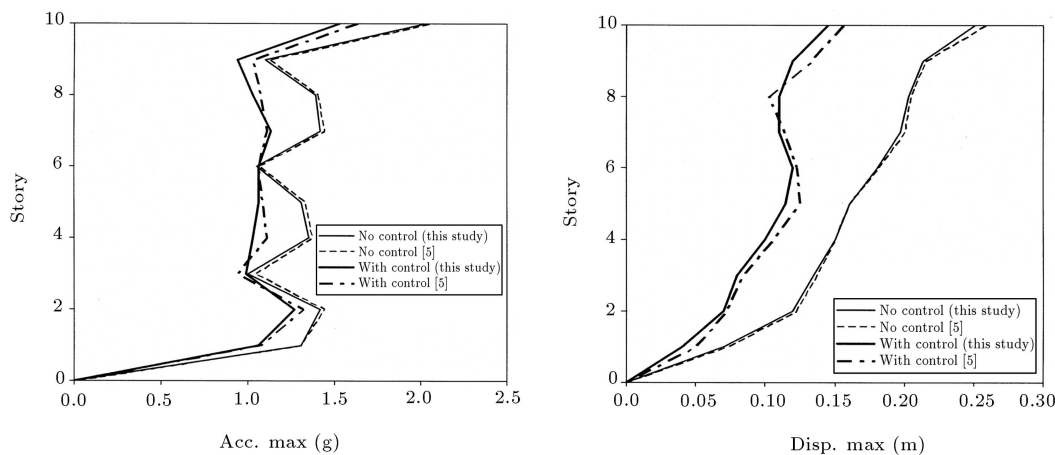 10
8
6
4
2
0
Story
0.0
0.5
1.0
1.5
2.0
2.5
Acc. max (g)
No control (this study)
No control [5]
With control (this study)
With control [5]
10
8
6
4
2
0
Story
0.0
0.05
0.10
0.15
0.20
0.25
0.30
Disp. max (m)
No control (this study)
No control [5]
With control (this study)
With control [5]